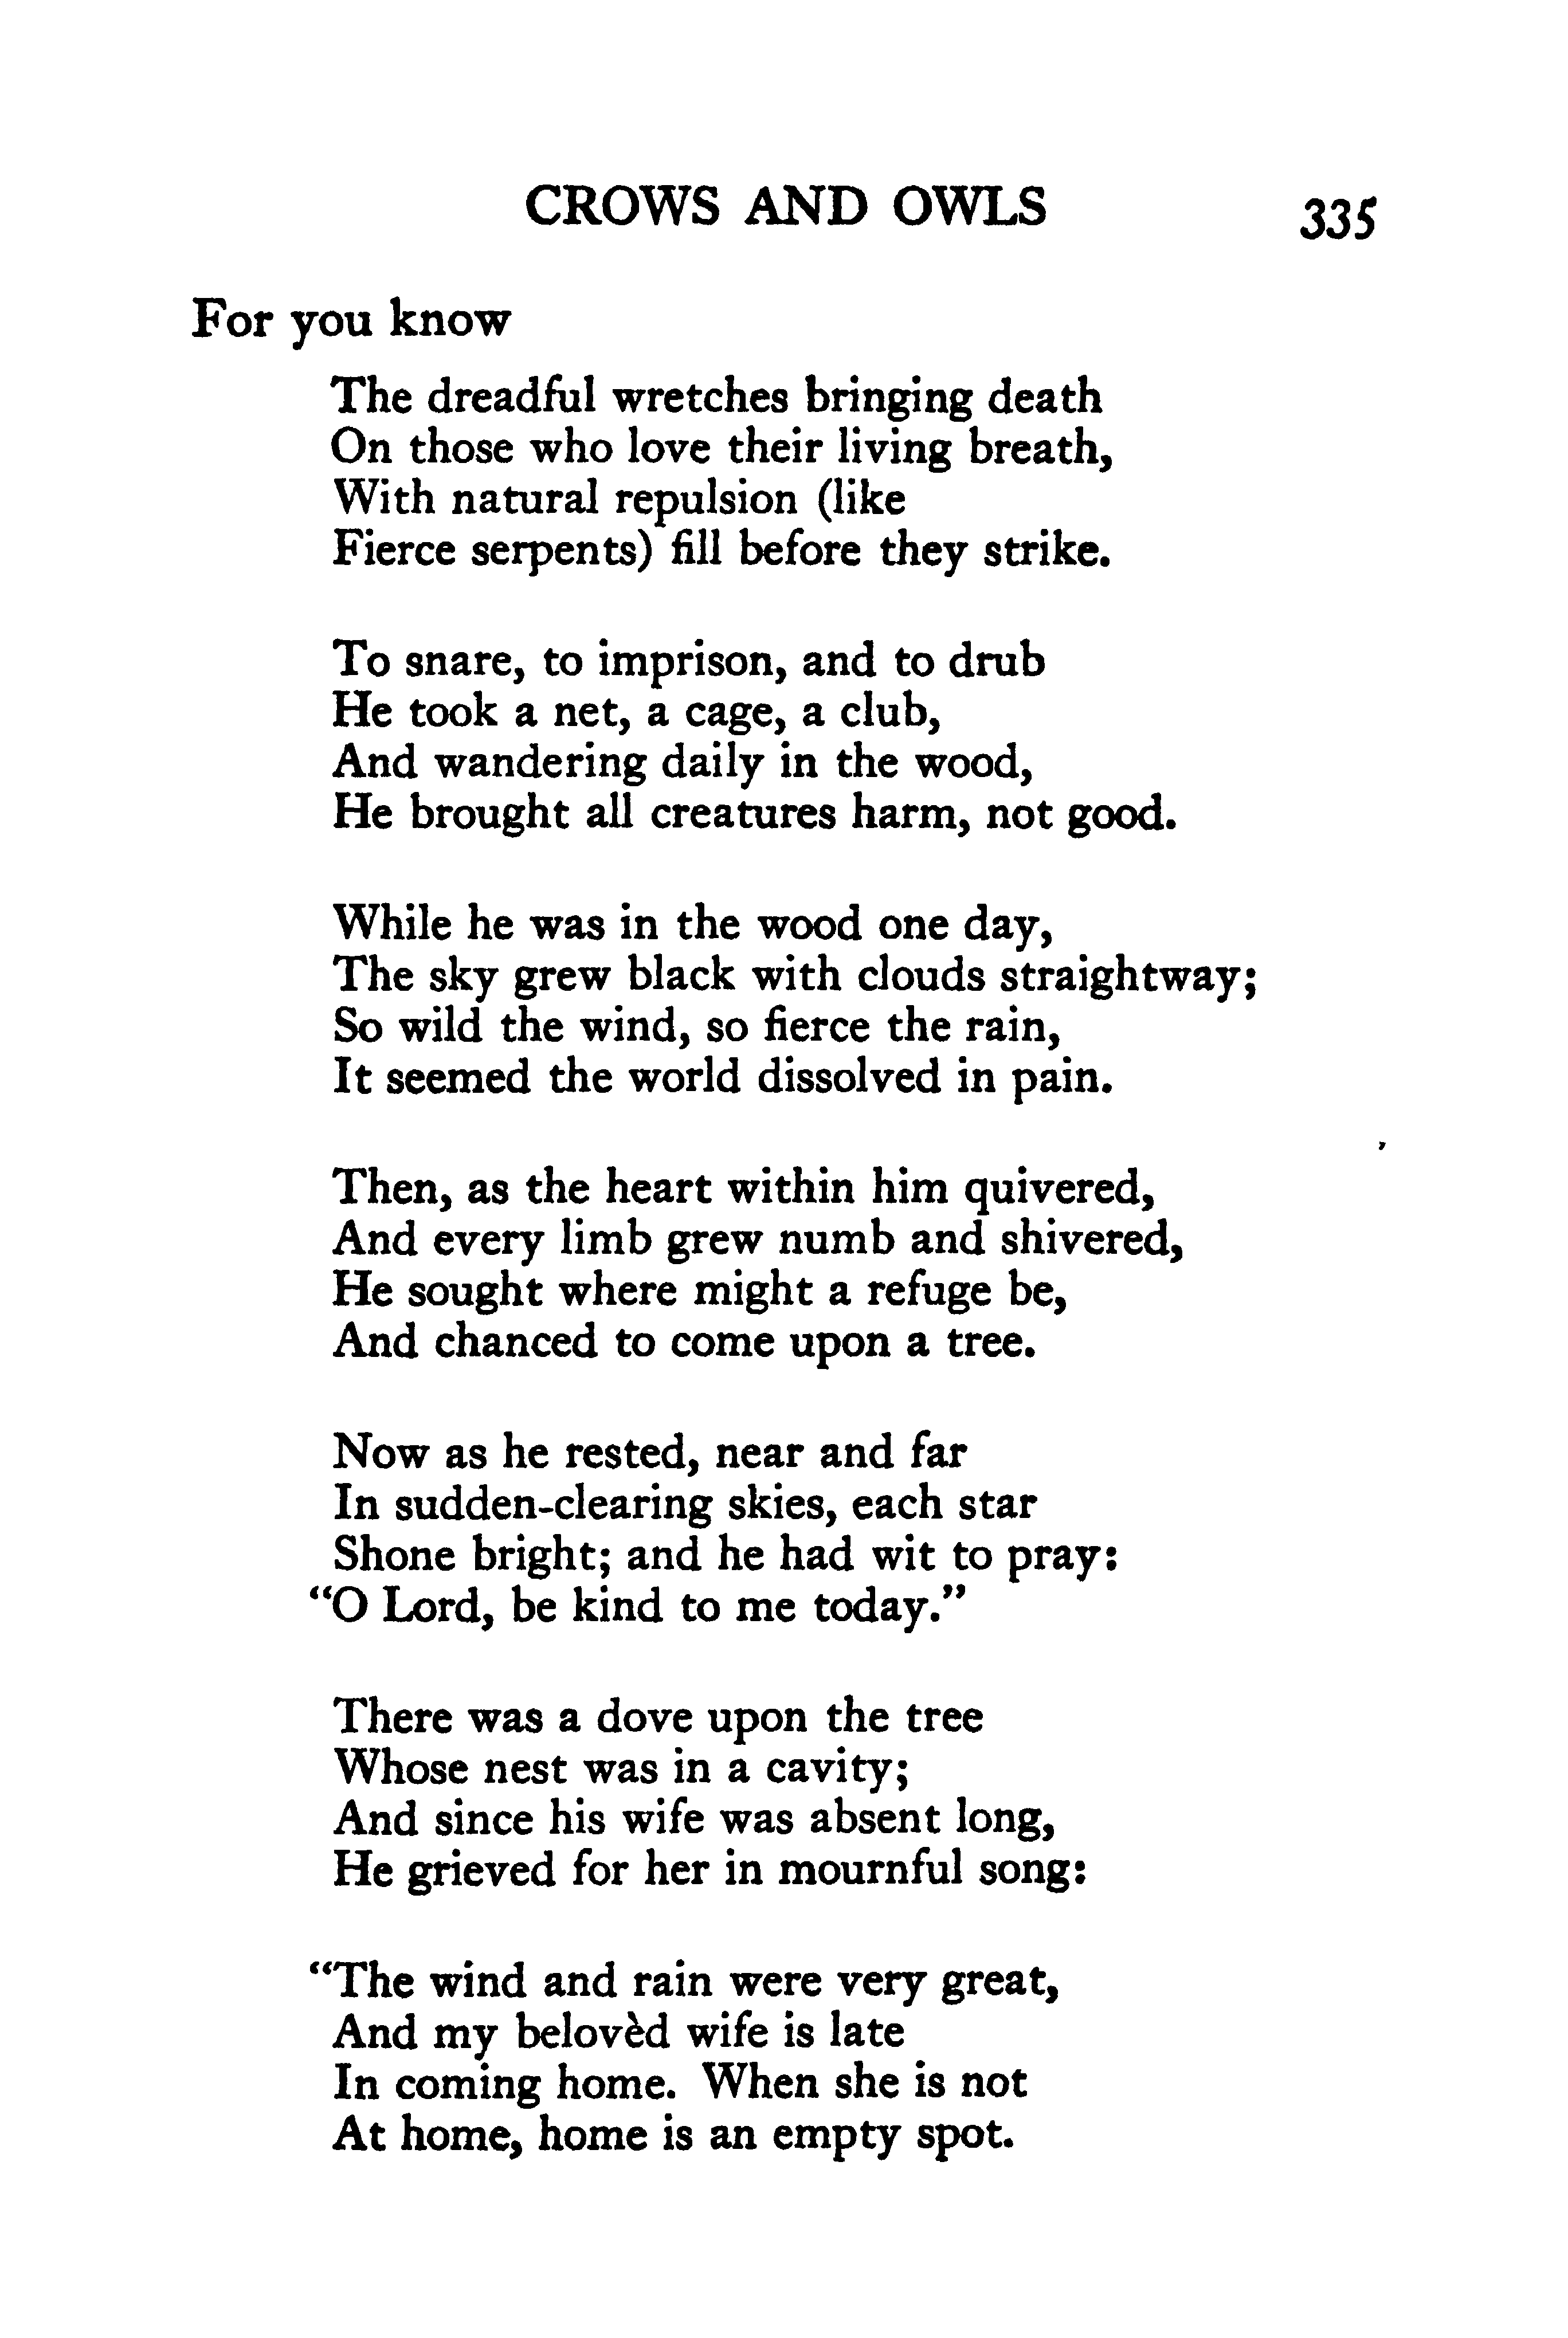 CROWS AND OWLS 335
For you know
The dreadful wretches bringing death
On those who love their living breath,
With natural repulsion (like
Fierce serpents) fill before they strike.
To snare, to imprison, and to drub
He took a net, a cage, a club,
And wandering daily in the wood,
He brought all creatures harm, not good.
While he was in the wood one day,
The sky grew black with clouds straightway;
So wild the wind, so fierce the rain,
It seemed the world dissolved in pain.
Then, as the heart within him quivered,
And every limb grew numb and shivered,
He sought where might a refuge be,
And chanced to come upon a tree.
Now as he rested, near and far
In sudden-clearing skies, each star
Shone bright; and he had wit to pray:
“O Lord, be kind to me today.”
There was a dove upon the tree
Whose nest was in a cavity;
And since his wife was absent long,
He grieved for her in mournful song:
“The wind and rain were very great,
And my belovèd wife is late
In coming home. When she is not
At home, home is an empty spot.